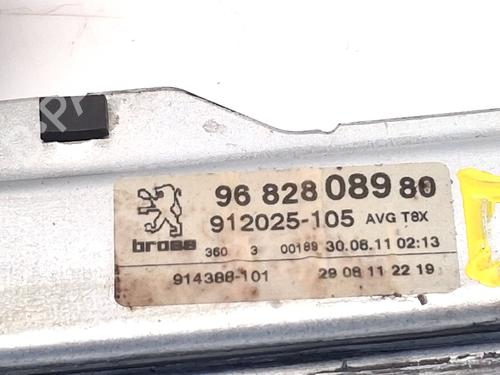 96 828 089 80
912025-105 AVG T8X
brose 360 3 00189 30.08.11 02:13
914388-101 29 08 11 22 19